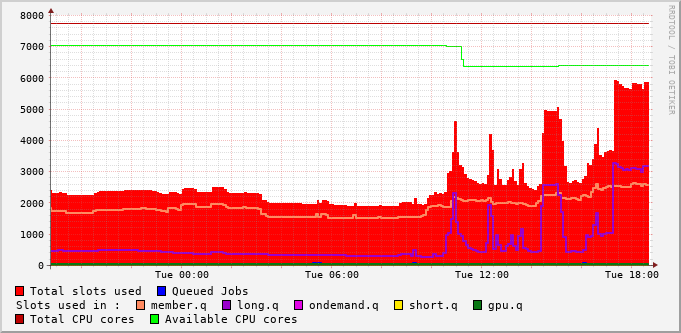 8000
7000
6000
5000
4000
3000
2000
1000
0
Tue 00:00 Tue 06:00 Tue 12:00 Tue 18:00
RRDTOOL / TOBI OETIKER
Total slots used Queued Jobs
Slots used in : member.q long.q ondemand.q short.q gpu.q
Total CPU cores Available CPU cores